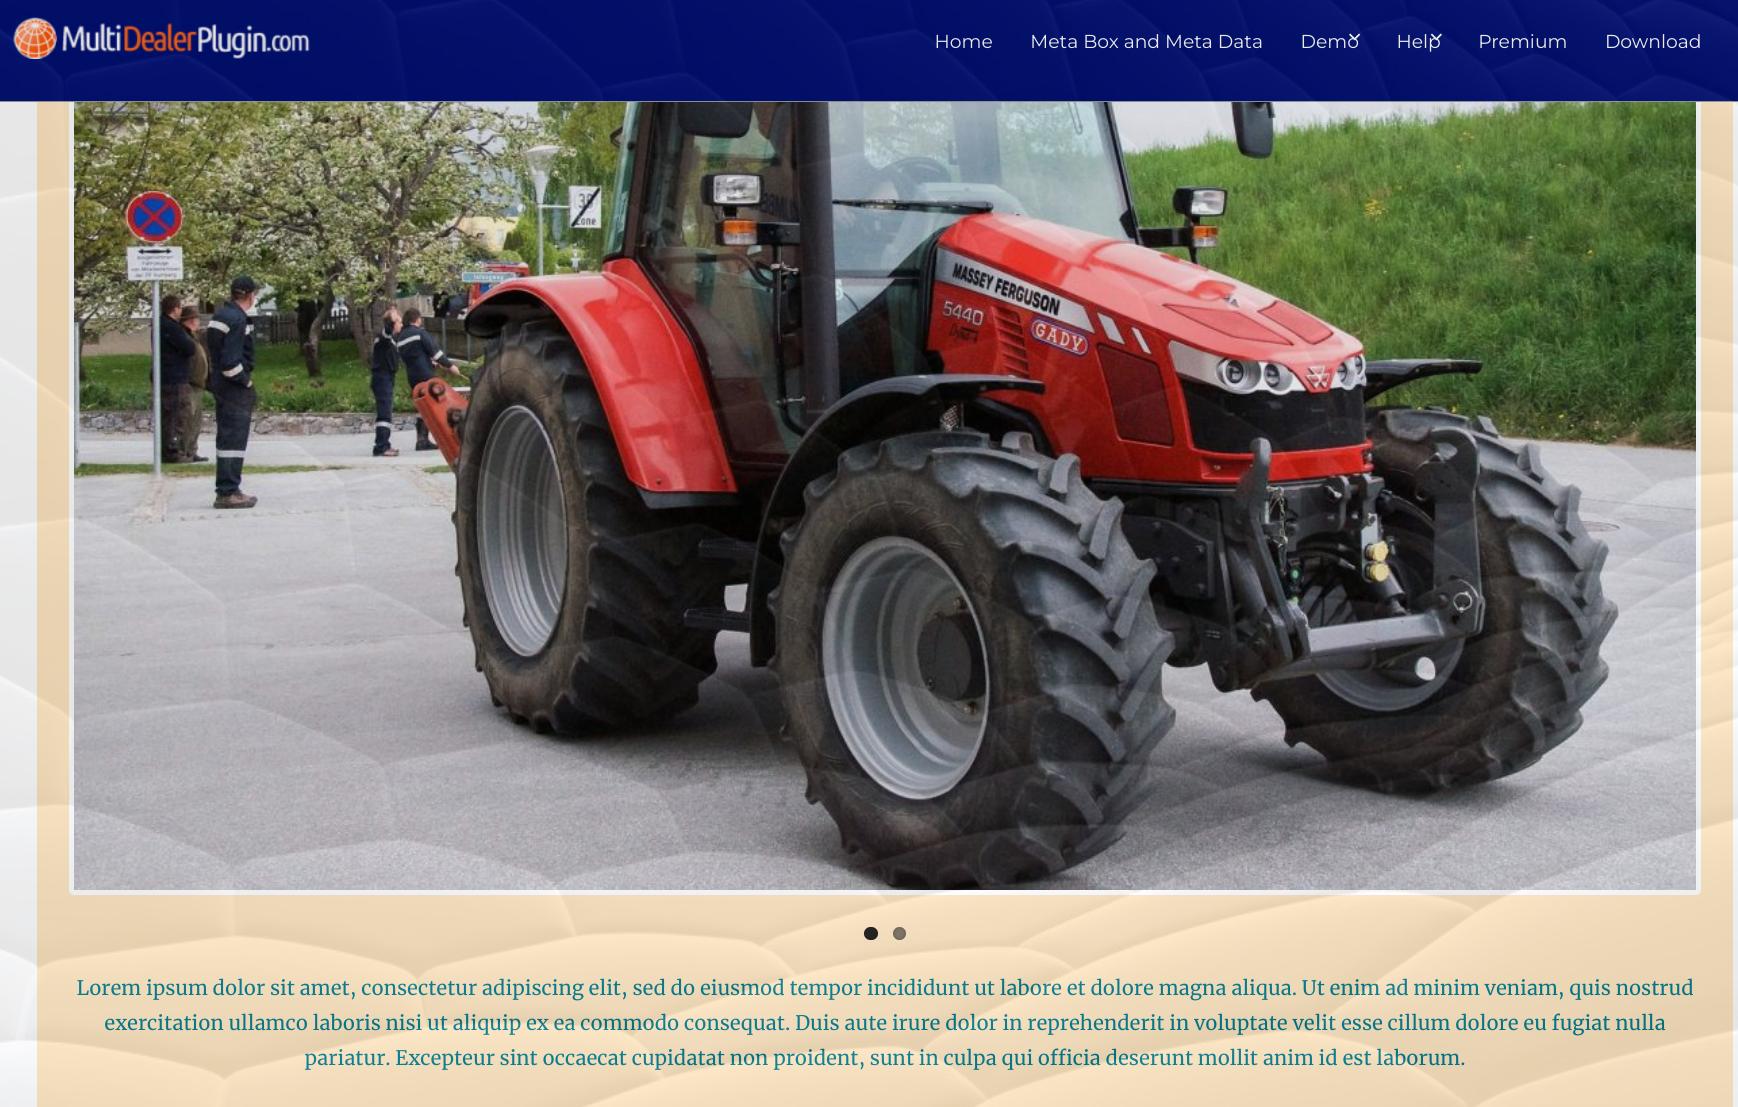 MultiDealerPlugin.com
Home Meta Box and Meta Data Demo Help Premium Download
Zone
MASSEY FERGUSON
5440
GADY
Lorem ipsum dolor sit amet, consectetur adipiscing elit, sed do eiusmod tempor incididunt ut labore et dolore magna aliqua. Ut enim ad minim veniam, quis nostrud
exercitation ullamco laboris nisi ut aliquip ex ea commodo consequat. Duis aute irure dolor in reprehenderit in voluptate velit esse cillum dolore eu fugiat nulla
pariatur. Excepteur sint occaecat cupidatat non proident, sunt in culpa qui officia deserunt mollit anim id est laborum.